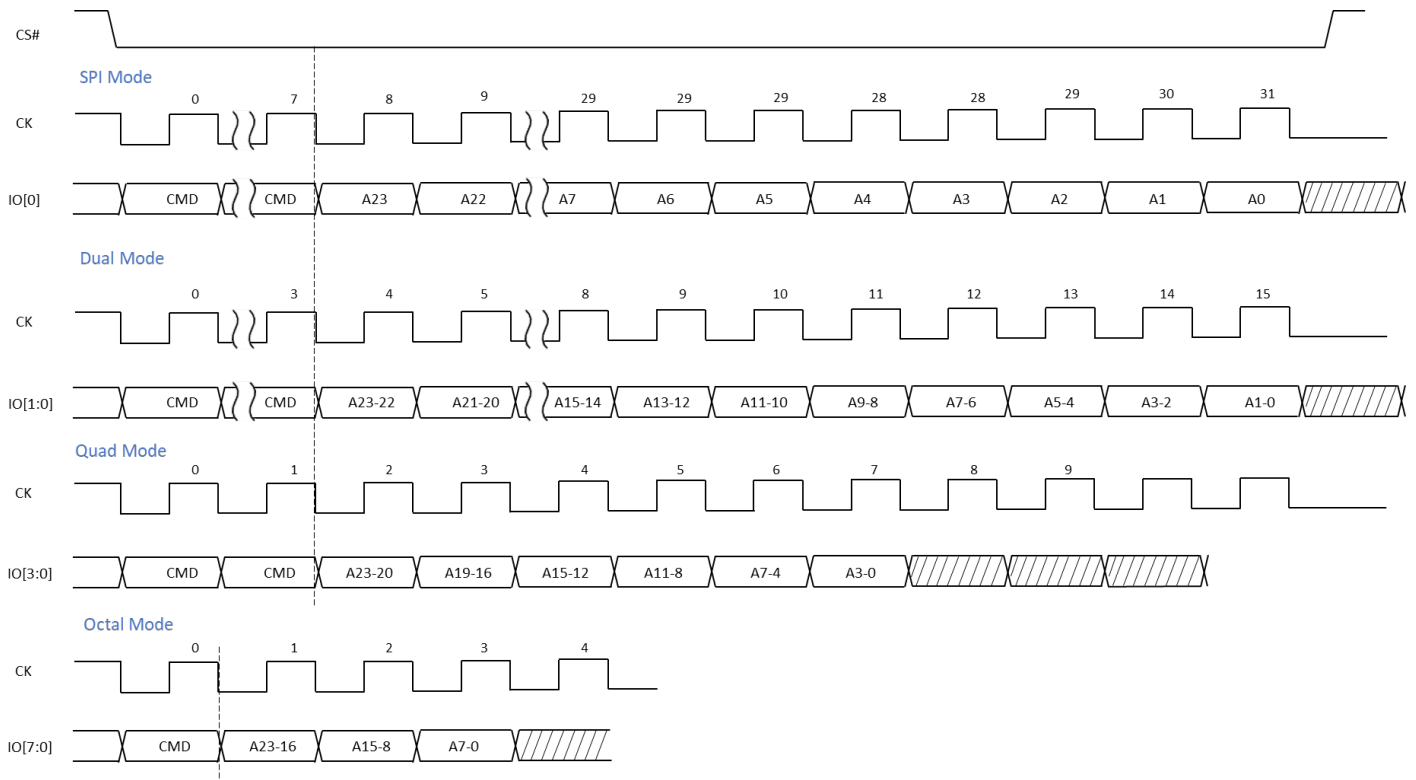 CS#
SPI Mode
0 7 8 9 29 29 29 28 28 29 30 31
CK
IO[0] CMD CMD A23 A22 A7 A6 A5 A4 A3 A2 A1 A0
Dual Mode
0 3 4 5 8 9 10 11 12 13 14 15
CK
IO[1:0] CMD CMD A23-22 A21-20 A15-14 A13-12 A11-10 A9-8 A7-6 A5-4 A3-2 A1-0
Quad Mode
0 1 2 3 4 5 6 7 8 9
CK
IO[3:0] CMD CMD A23-20 A19-16 A15-12 A11-8 A7-4 A3-0
Octal Mode
0 1 2 3 4
CK
IO[7:0] CMD A23-16 A15-8 A7-0